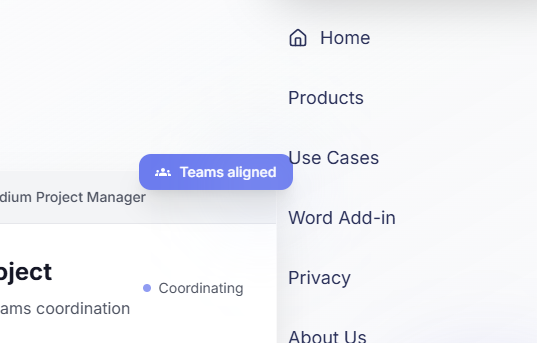 Home
Products
Teams aligned
Use Cases
dium Project Manager
Word Add-in
oject
Coordinating
ams coordination
Privacy
About Us